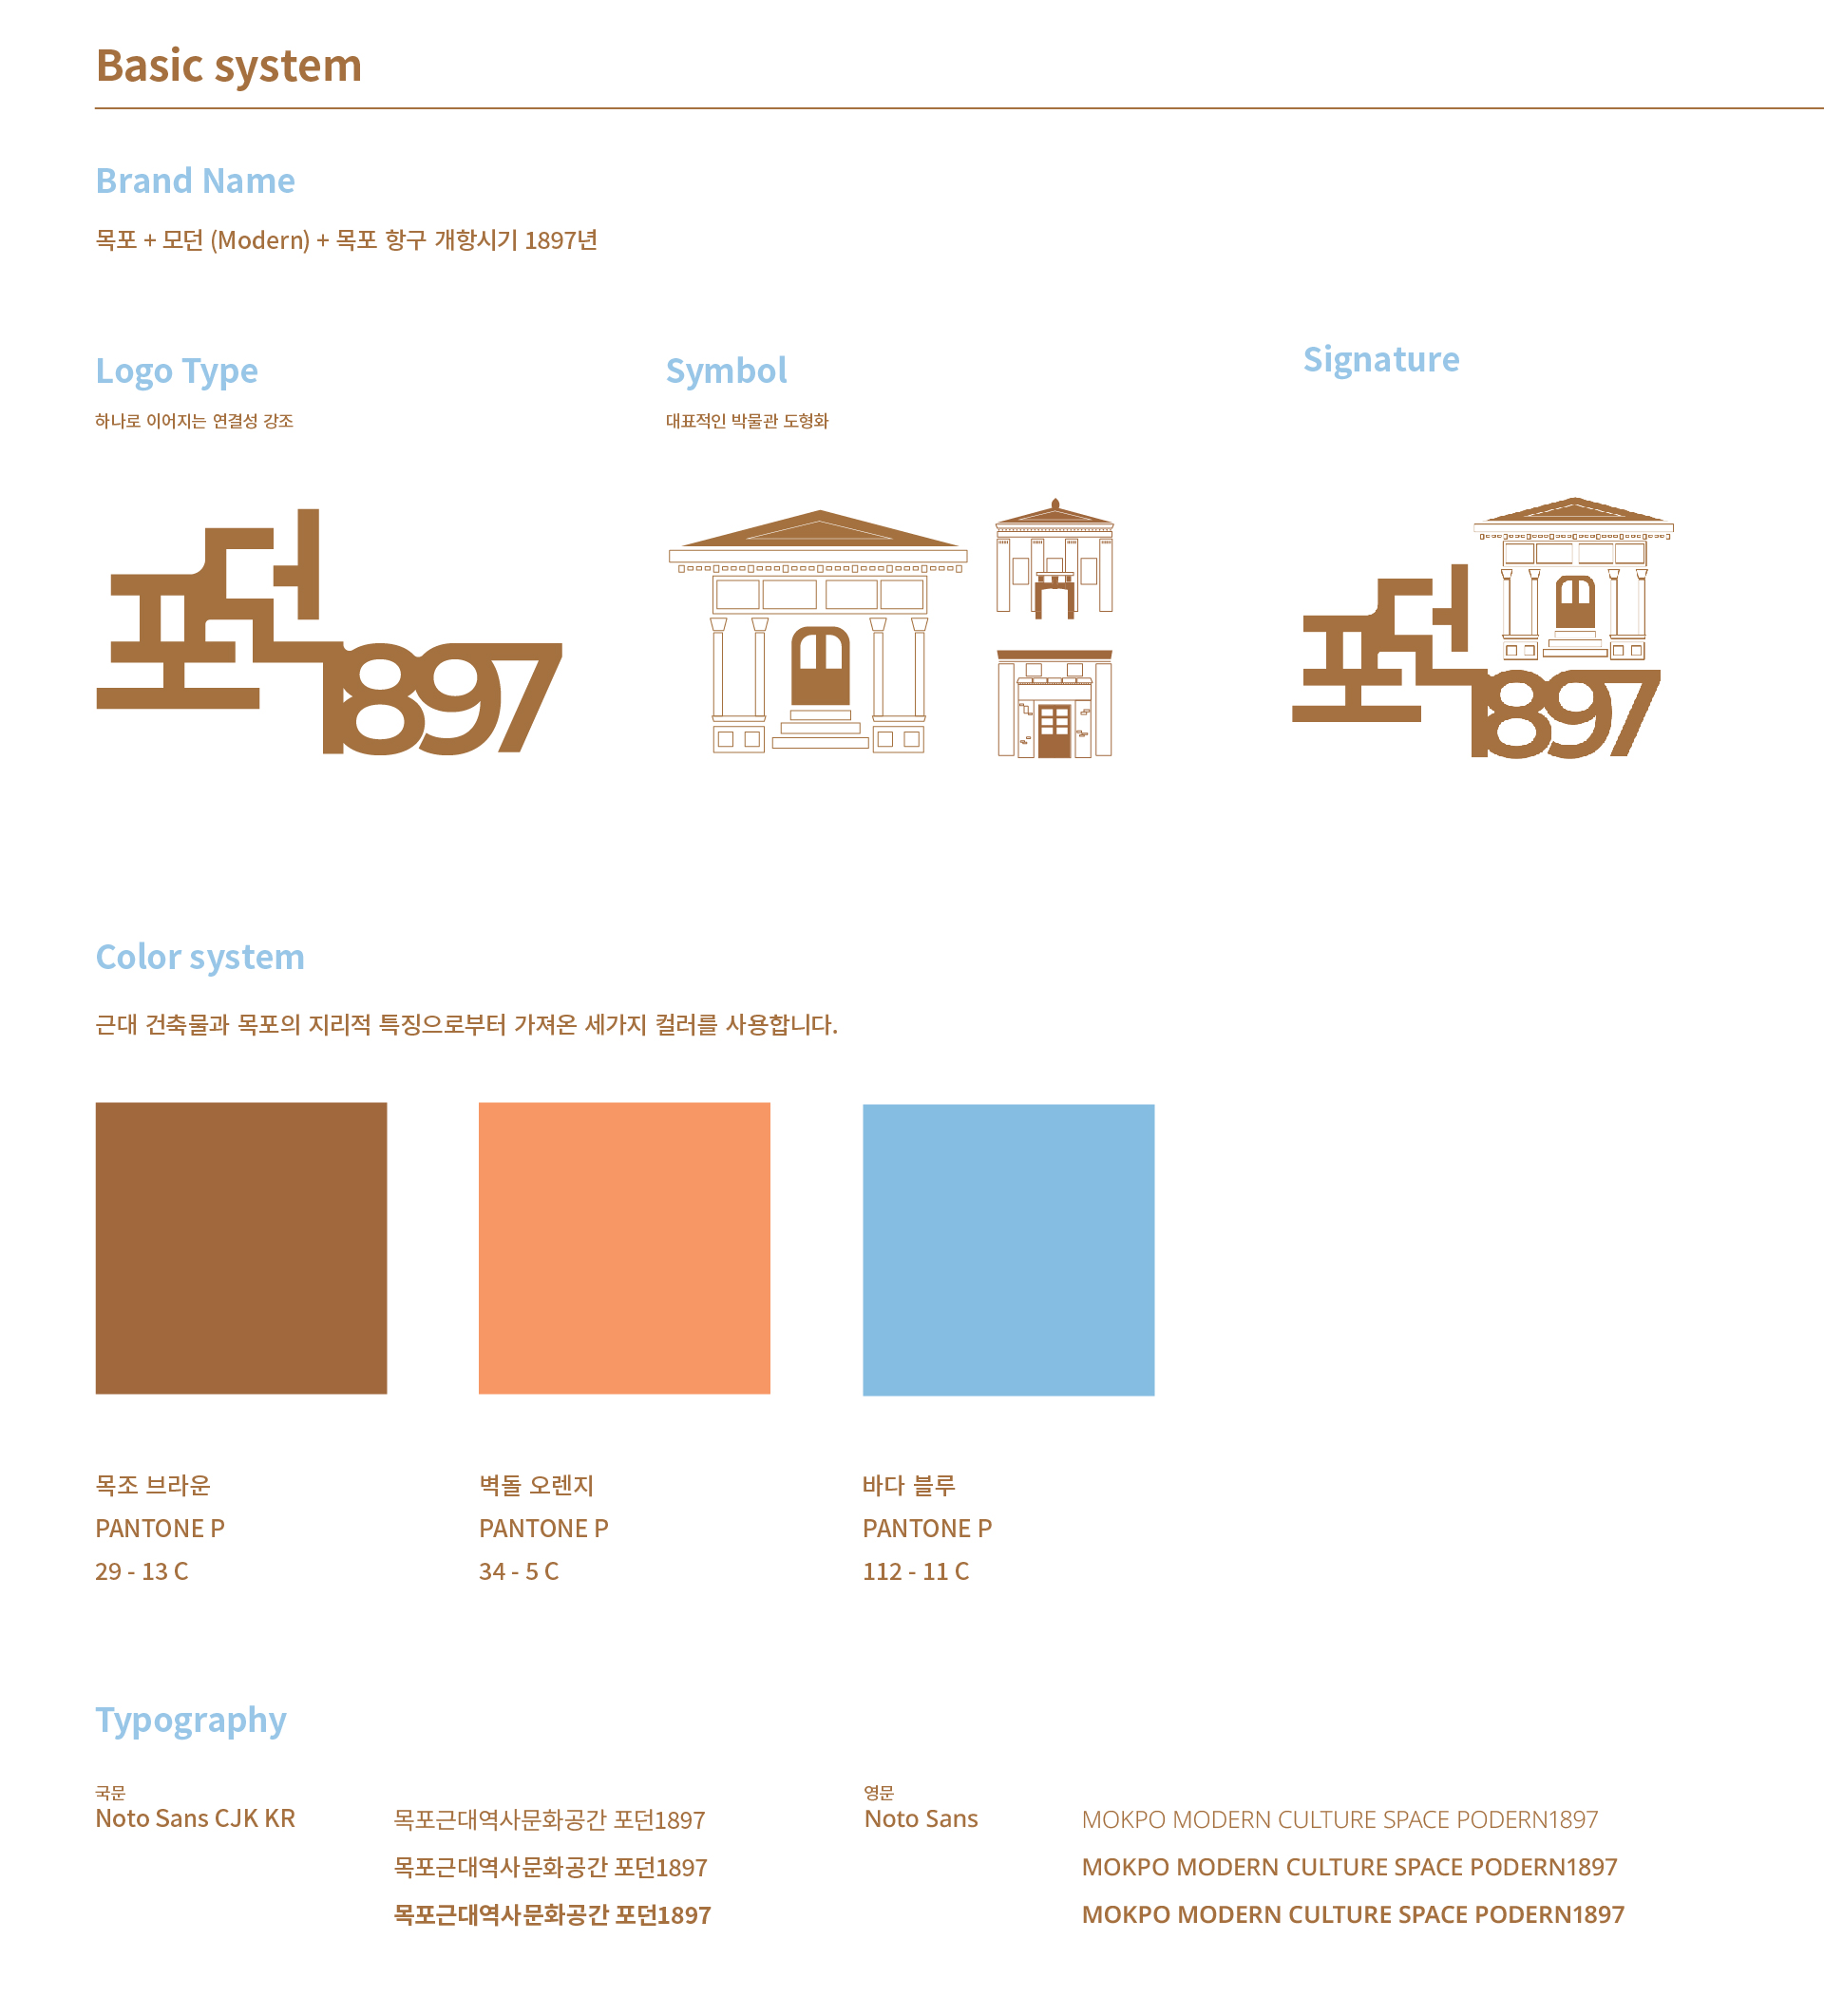 Basic system
Brand Name
목포 + 모던 (Modern) + 목포 항구 개항시기 1897년
Logo Type
하나로 이어지는 연결성 강조
포던1897
Symbol
대표적인 박물관 도형화
Signature
포던1897
Color system
근대 건축물과 목포의 지리적 특징으로부터 가져온 세가지 컬러를 사용합니다.
목조 브라운
PANTONE P
29 - 13 C
벽돌 오렌지
PANTONE P
34 - 5 C
바다 블루
PANTONE P
112 - 11 C
Typography
국문
Noto Sans CJK KR
목포근대역사문화공간 포던1897
목포근대역사문화공간 포던1897
목포근대역사문화공간 포던1897
영문
Noto Sans
MOKPO MODERN CULTURE SPACE PODERN1897
MOKPO MODERN CULTURE SPACE PODERN1897
MOKPO MODERN CULTURE SPACE PODERN1897